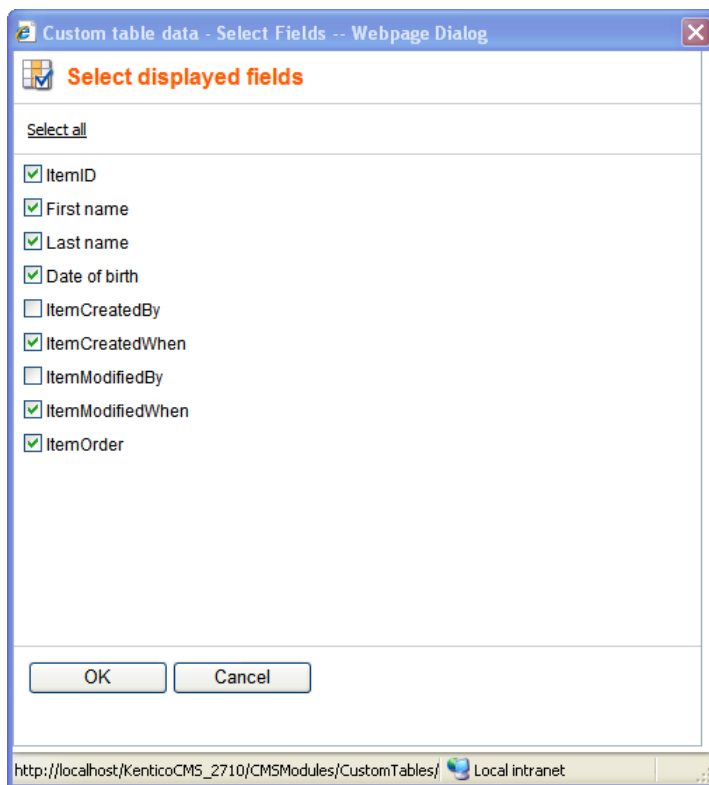 Custom table data - Select Fields -- Webpage Dialog
Select displayed fields
Select all
ItemID
First name
Last name
Date of birth
ItemCreatedBy
ItemCreatedWhen
ItemModifiedBy
ItemModifiedWhen
ItemOrder
OK Cancel
http://localhost/KenticoCMS_2710/CMSModules/CustomTables/ Local intranet